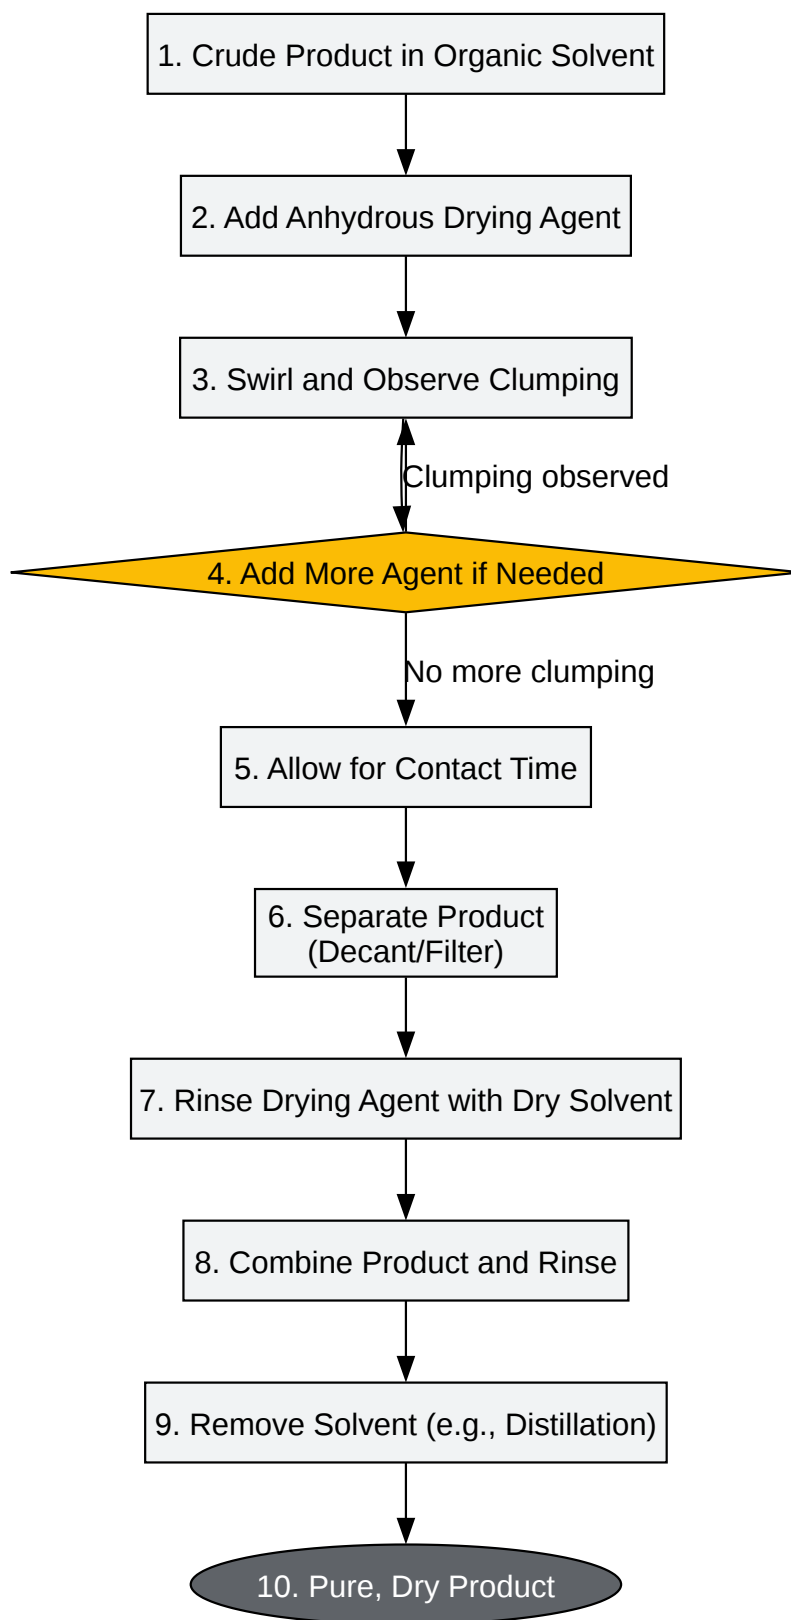 1. Crude Product in Organic Solvent
2. Add Anhydrous Drying Agent
3. Swirl and Observe Clumping
Clumping observed
4. Add More Agent if Needed
No more clumping
5. Allow for Contact Time
6. Separate Product
(Decant/Filter)
7. Rinse Drying Agent with Dry Solvent
8. Combine Product and Rinse
9. Remove Solvent (e.g., Distillation)
10. Pure, Dry Product